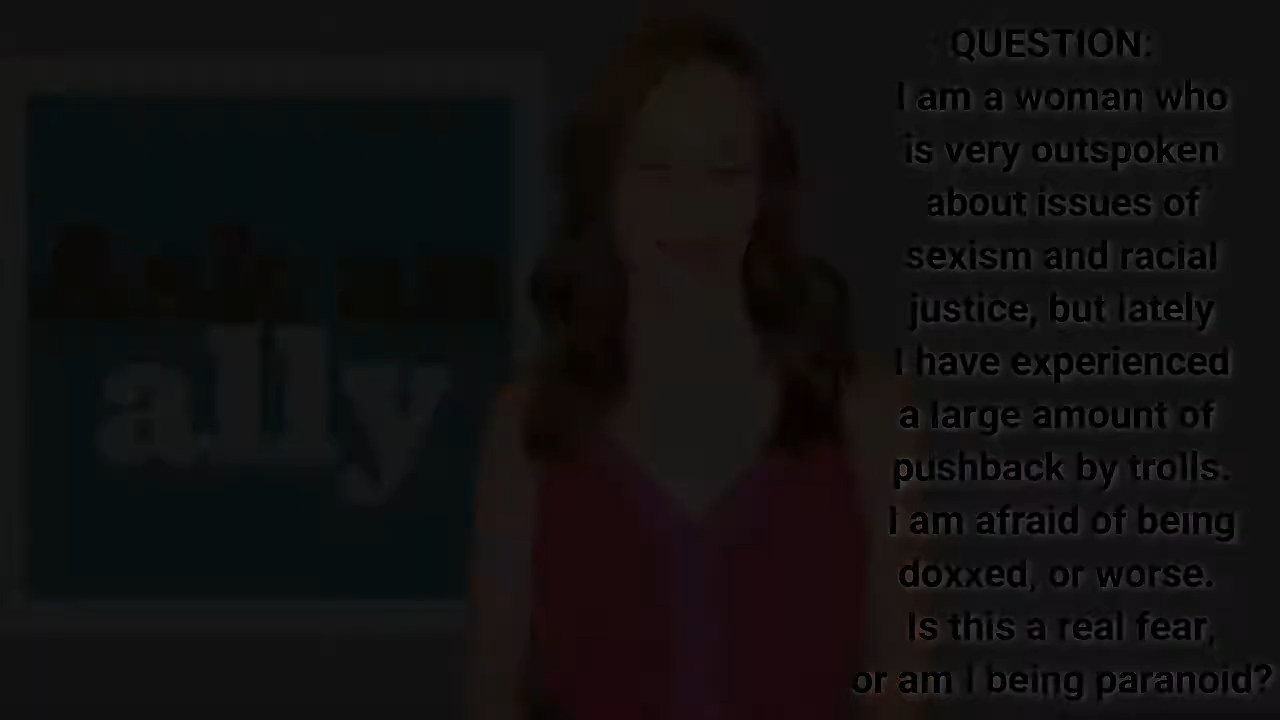 ally
QUESTION:
I am a woman who
is very outspoken
about issues of
sexism and racial
justice, but lately
I have experienced
a large amount of
pushback by trolls.
I am afraid of being
doxxed, or worse.
Is this a real fear,
or am I being paranoid?